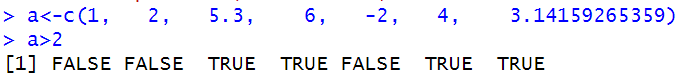 > a<-c(1, 2, 5.3, 6, -2, 4, 3.14159265359)
> a>2
[1] FALSE FALSE TRUE TRUE FALSE TRUE TRUE